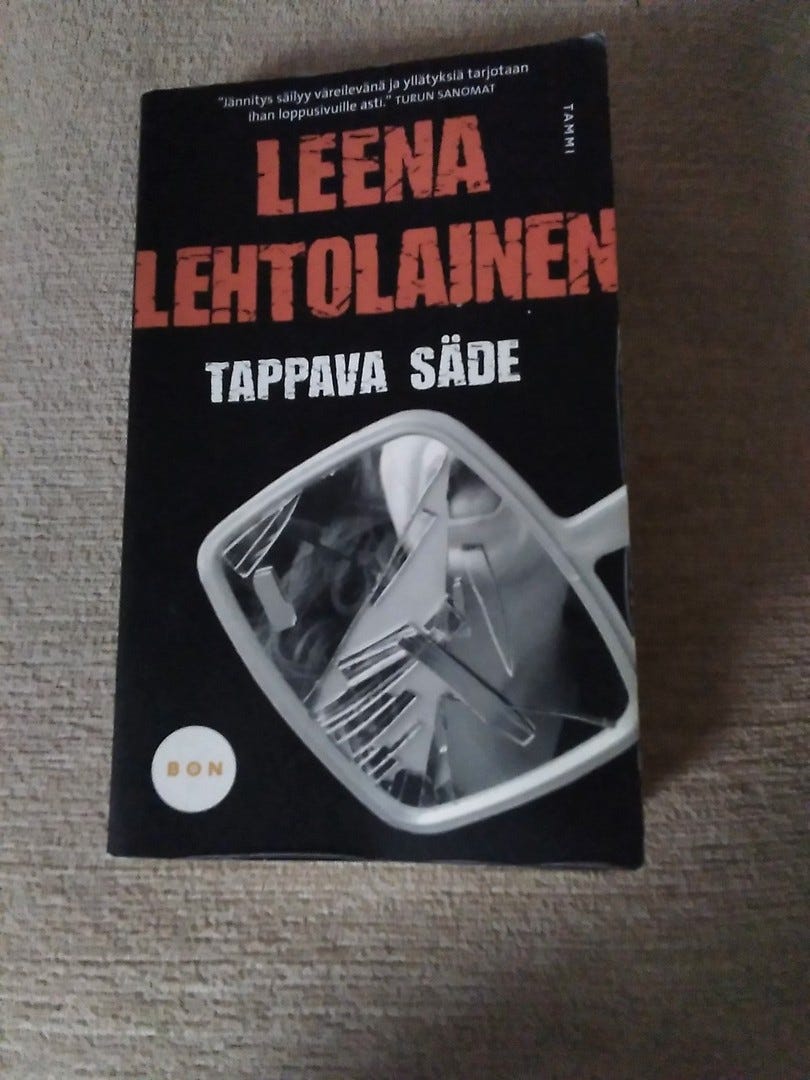 "Jännitys säilyy väreilevänä ja yllätyksiä tarjotaan
ihan loppusivuille asti." TURUN SANOMAT
TAMMI
LEENA
LEHTOLAINEN
TAPPAVA SÄDE
BON